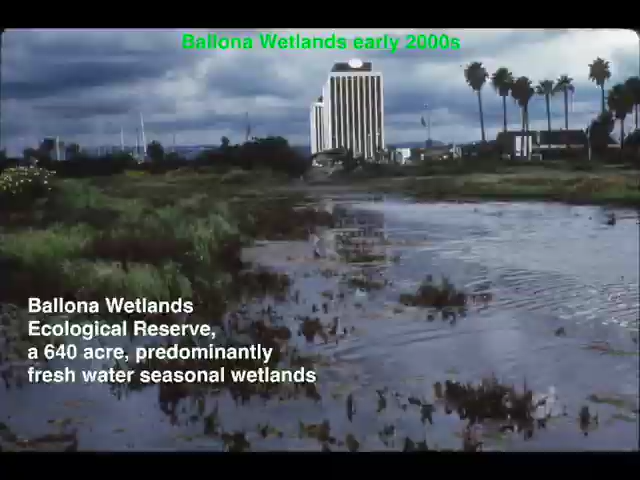 Ballona Wetlands early 2000s
Ballona Wetlands
Ecological Reserve,
a 640 acre, predominantly
fresh water seasonal wetlands